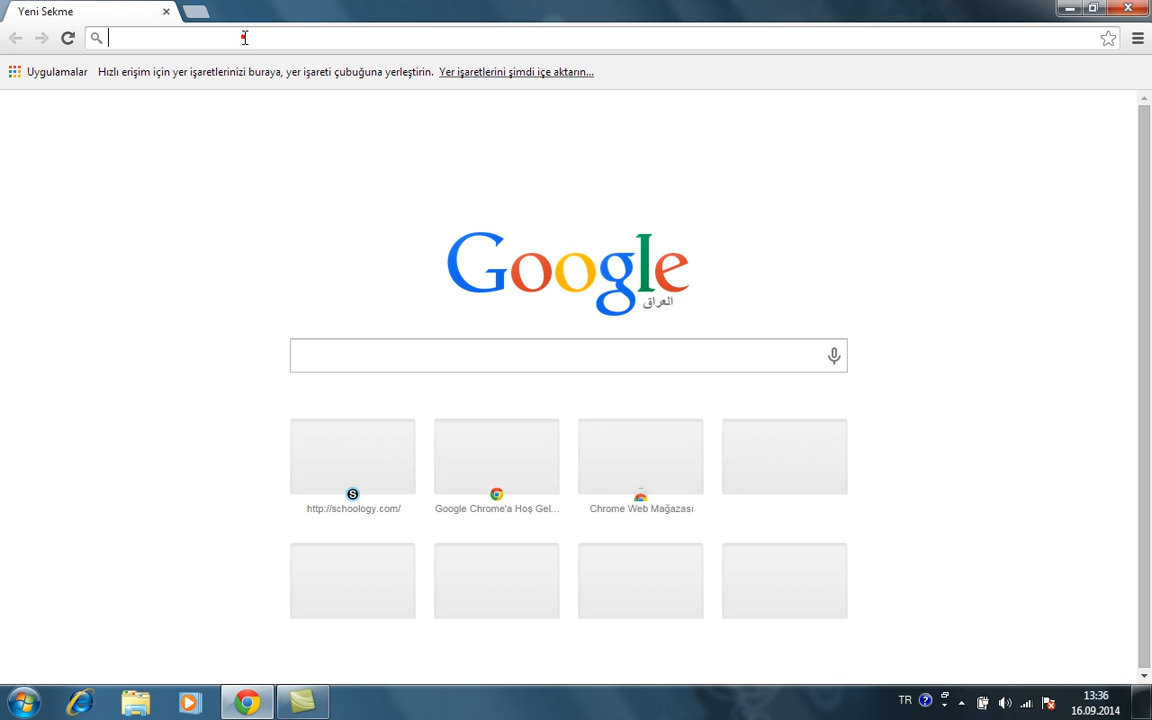 Yeni Sekme
Uygulamalar Hızlı erişim için yer işaretlerinizi buraya, yer işareti çubuğuna yerleştirin. Yer işaretlerini şimdi içe aktarın...
Google
العراق
http://schoology.com/ Google Chrome'a Hoş Gel... Chrome Web Mağazası
TR
13:36
16.09.2014